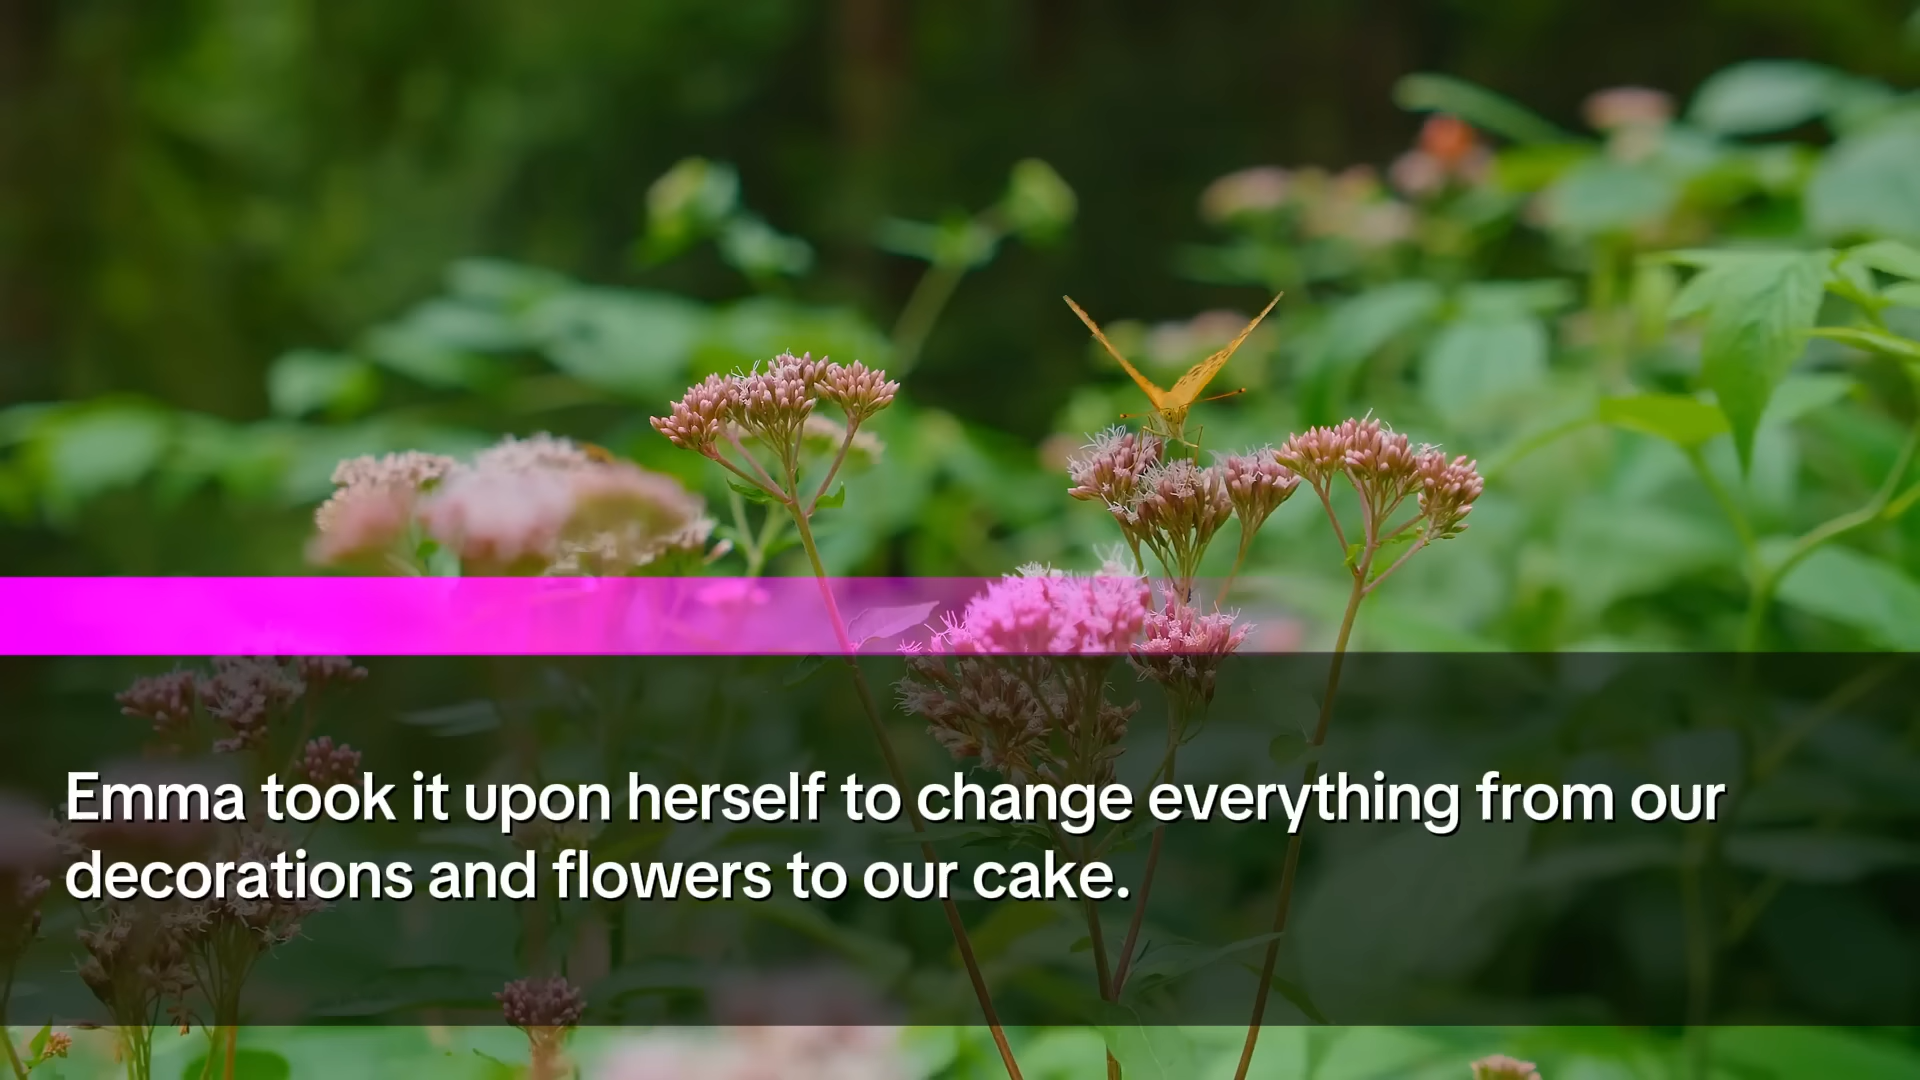 Emma took it upon herself to change everything from our
decorations and flowers to our cake.